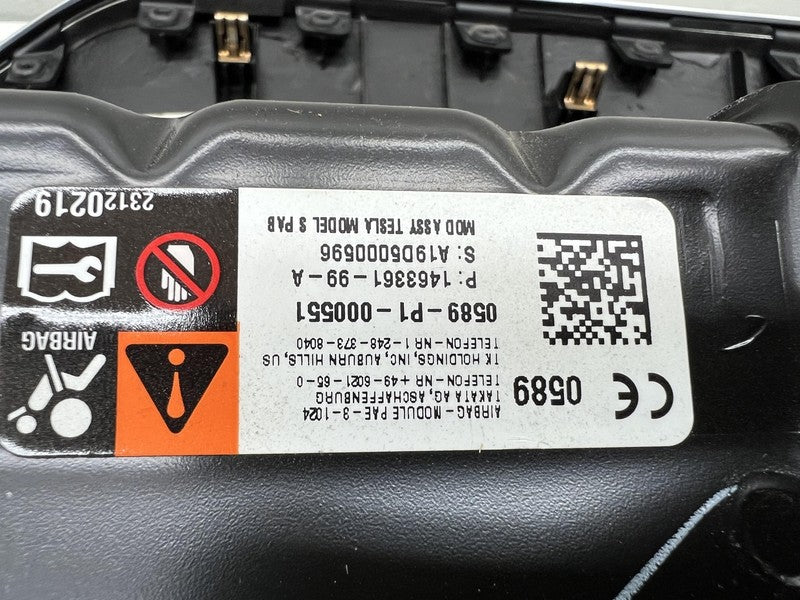 CE 0589
AIRBAG-MODULE PAE-3-1024
TAKATA AG, ASCHAFFENBURG
TELEFON-NR +49-6021-65-0
TK HOLDINGS, INC, AUBURN HILLS, US
TELEFON-NR 1-248-373-8040
0589-P1-000551
P: 1463361-99-A
S: A19D5000596
MOD ASSY TESLA MODEL S PAB
AIRBAG
23120219